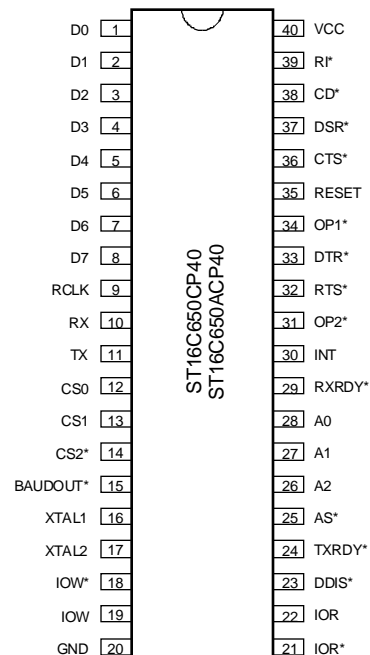 D0 1 40 VCC
D1 2 39 RI*
D2 3 38 CD*
D3 4 37 DSR*
D4 5 36 CTS*
D5 6 35 RESET
D6 7 34 OP1*
D7 8 33 DTR*
RCLK 9 32 RTS*
RX 10 31 OP2*
TX 11 30 INT
CS0 12 29 RXRDY*
CS1 13 28 A0
CS2* 14 27 A1
BAUDOUT* 15 26 A2
XTAL1 16 25 AS*
XTAL2 17 24 TXRDY*
IOW* 18 23 DDIS*
IOW 19 22 IOR
GND 20 21 IOR*
ST16C650CP40
ST16C650ACP40